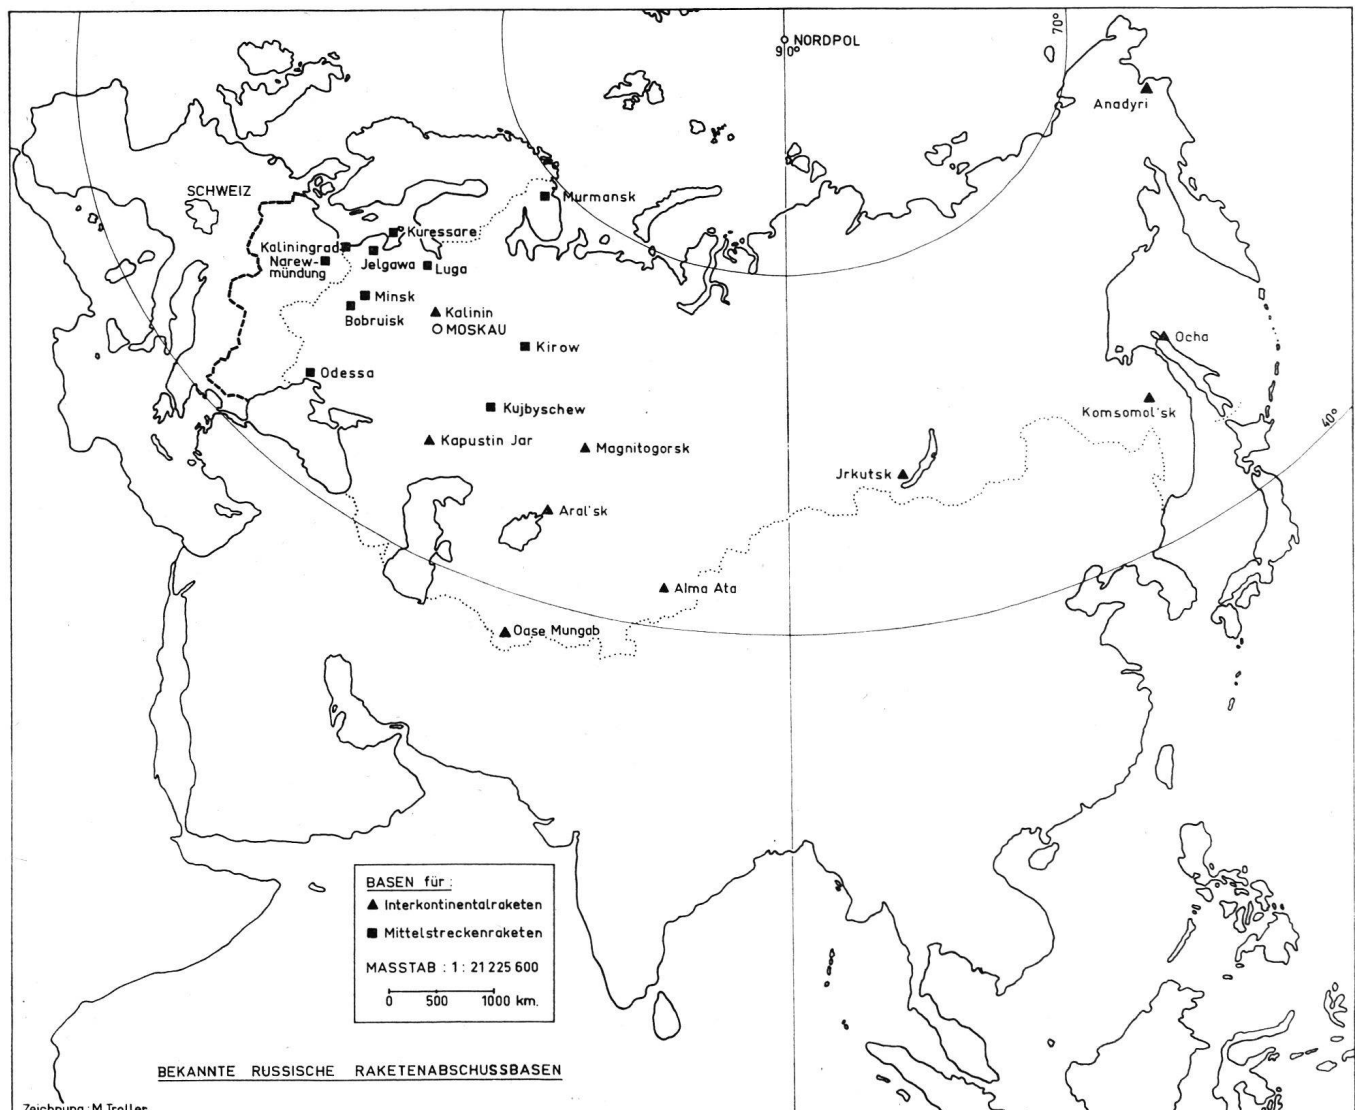 70°
NORDPOL
90°
Anadyri
SCHWEIZ
Murmansk
Kuressare
Kaliningrad
Narew-
mündung
Jelgawa
Luga
Minsk
Bobruisk
Kalinin
MOSKAU
Kirow
Ocha
Odessa
Kujbyschew
Komsomol'sk
40°
Kapustin Jar
Magnitogorsk
Jrkutsk
Aral'sk
Alma Ata
Oase Mungab
BASEN für :
Interkontinentalraketen
Mittelstreckenraketen
MASSTAB : 1 : 21 225 600
0 500 1000 km.
BEKANNTE RUSSISCHE RAKETENABSCHUSSBASEN
Zeichnung : M. Troller